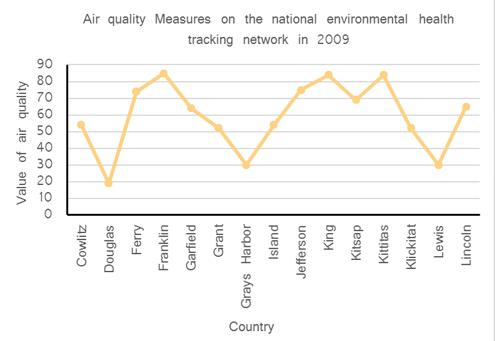 Air quality Measures on the national environmental health
tracking network in 2009
Value of air quality
90
80
70
60
50
40
30
20
10
0
Cowlitz
Douglas
Ferry
Franklin
Garfield
Grant
Grays Harbor
Island
Jefferson
King
Kitsap
Kittitas
Klickitat
Lewis
Lincoln
Country